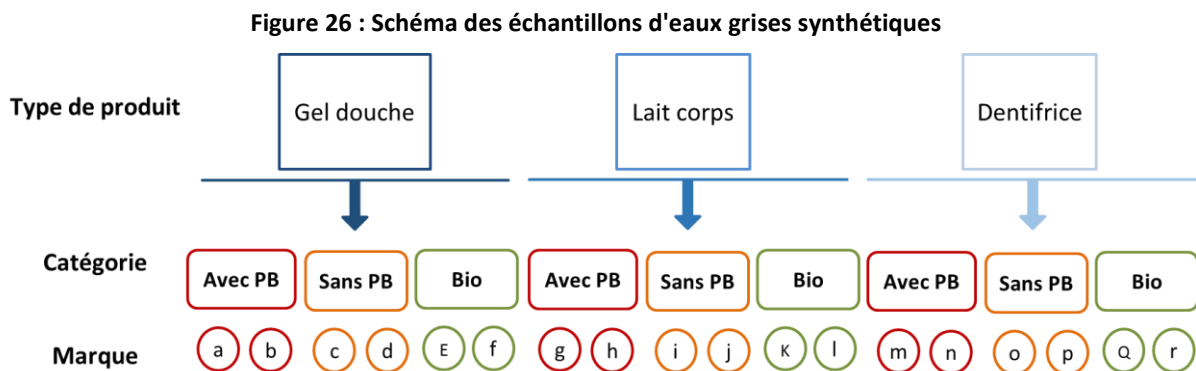 Figure 26 : Schéma des échantillons d'eaux grises synthétiques
Type de produit
Gel douche
Lait corps
Dentifrice
Catégorie
Avec PB Sans PB Bio Avec PB Sans PB Bio Avec PB Sans PB Bio
Marque
a b c d E f g h i j K l m n o p Q r